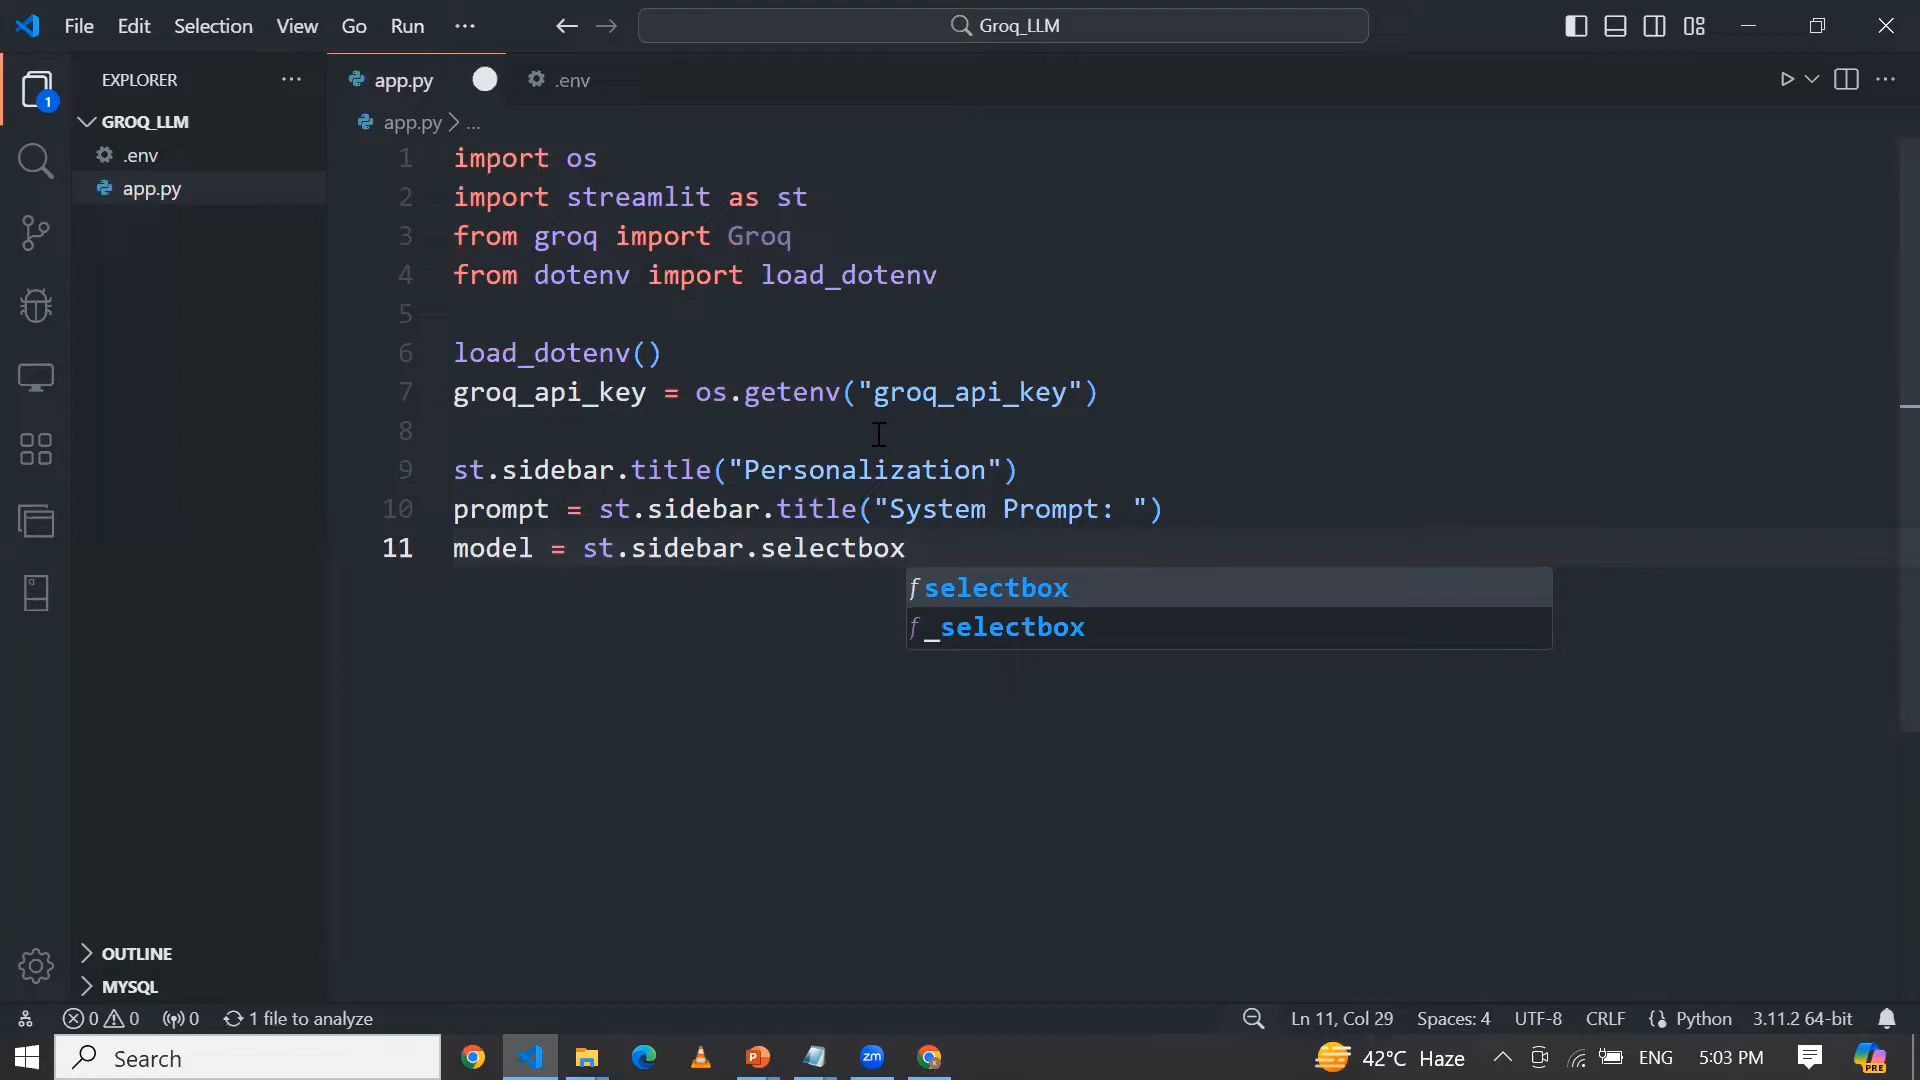 File Edit Selection View Go Run ...
Groq_LLM
EXPLORER ...
1
GROQ_LLM
.env
app.py
app.py .env
app.py > ...
1 import os
2 import streamlit as st
3 from groq import Groq
4 from dotenv import load_dotenv
5
6 load_dotenv()
7 groq_api_key = os.getenv("groq_api_key")
8
9 st.sidebar.title("Personalization")
10 prompt = st.sidebar.title("System Prompt: ")
11 model = st.sidebar.selectbox
f selectbox
f _selectbox
OUTLINE
MYSQL
0 0 0 1 file to analyze Ln 11, Col 29 Spaces: 4 UTF-8 CRLF Python 3.11.2 64-bit
Search zm 42°C Haze ENG 5:03 PM PRE